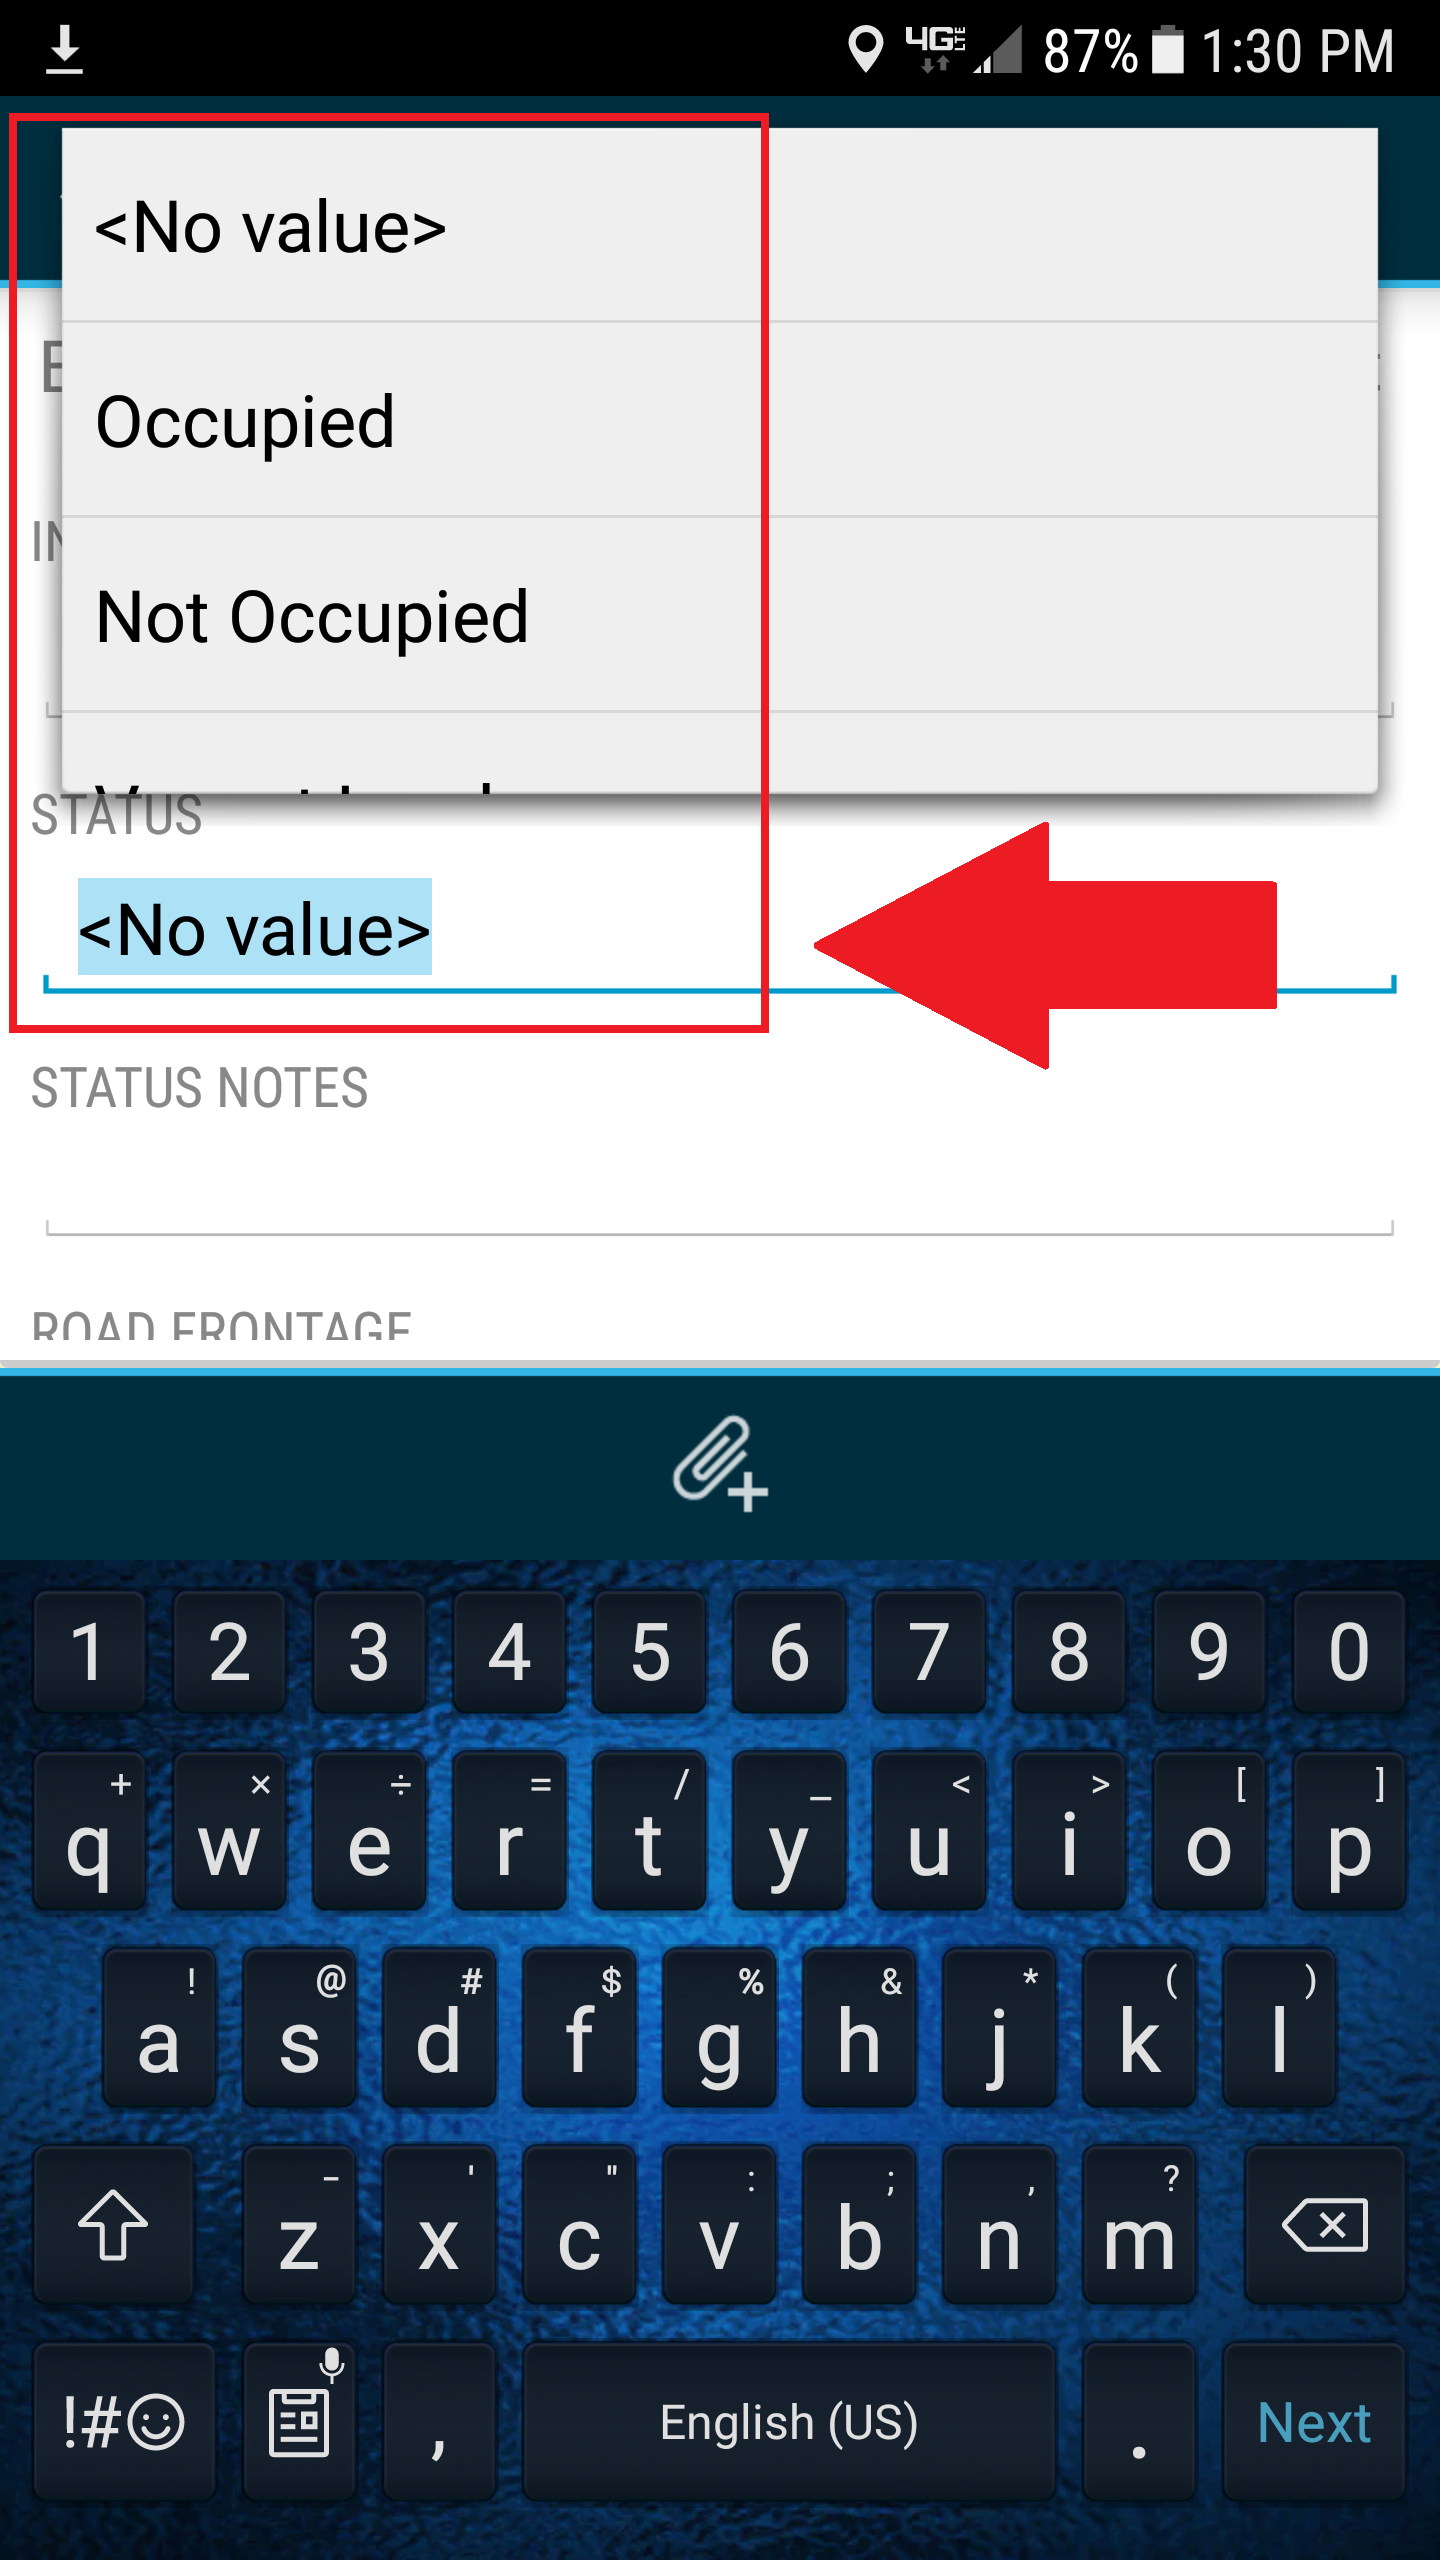 4G LTE 87% 1:30 PM
<No value>
Occupied
Not Occupied
STATUS
<No value>
STATUS NOTES
ROAD FRONTAGE
1 2 3 4 5 6 7 8 9 0
+ × ÷ = / _ < > [ ]
q w e r t y u i o p
! @ # $ % & * ( )
a s d f g h j k l
- ' " : ; , ?
z x c v b n m
!#☺ , English (US) . Next